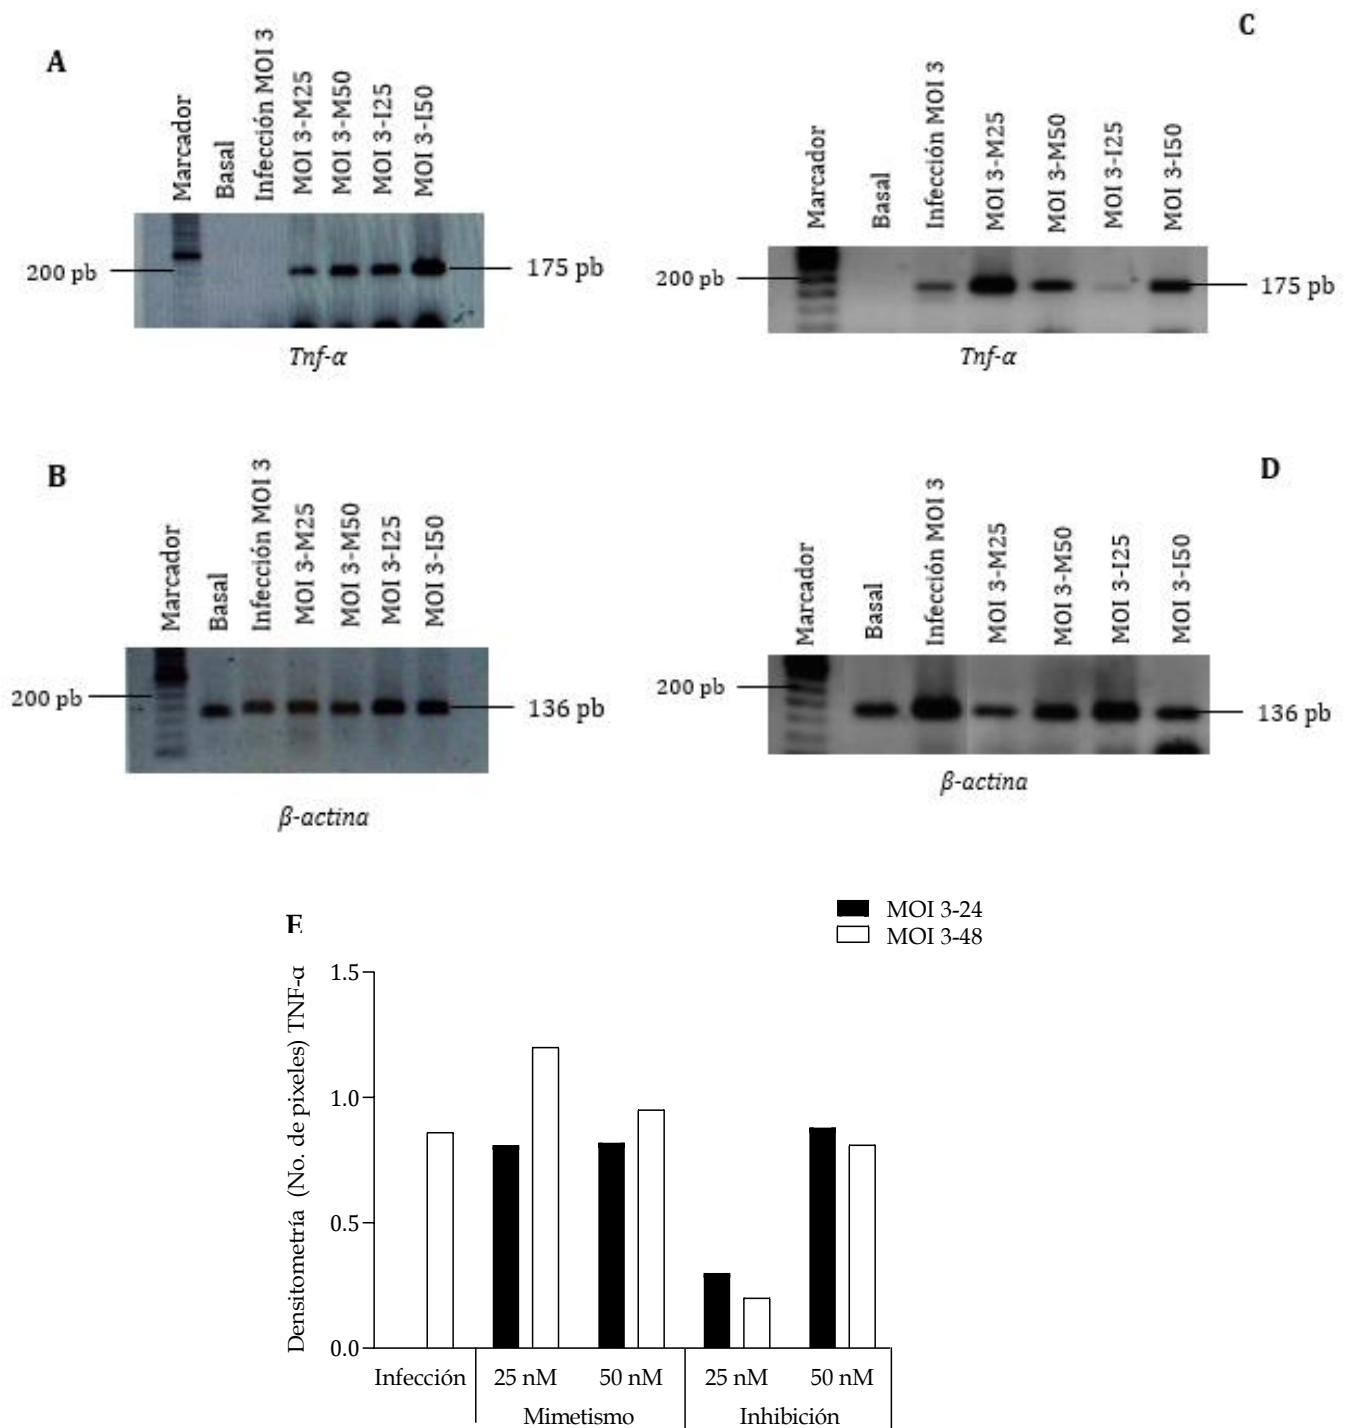 A
Marcador
Basal
Infección MOI 3
MOI 3-M25
MOI 3-M50
MOI 3-I25
MOI 3-I50
200 pb
175 pb
Tnf-α
C
Marcador
Basal
Infección MOI 3
MOI 3-M25
MOI 3-M50
MOI 3-I25
MOI 3-I50
200 pb
175 pb
Tnf-α
B
Marcador
Basal
Infección MOI 3
MOI 3-M25
MOI 3-M50
MOI 3-I25
MOI 3-I50
200 pb
136 pb
β-actina
D
Marcador
Basal
Infección MOI 3
MOI 3-M25
MOI 3-M50
MOI 3-I25
MOI 3-I50
200 pb
136 pb
β-actina
E
MOI 3-24
MOI 3-48
Densitometría (No. de pixeles) TNF-α
1.5
1.0
0.5
0.0
Infección
25 nM
50 nM
25 nM
50 nM
Mimetismo
Inhibición